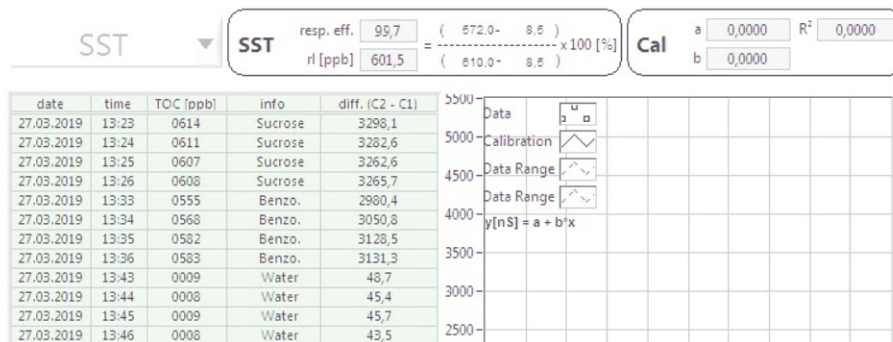 SST
SST resp. eff. 93,7 = ( 572,0- 8,5 ) x 100 [%]
rl [ppb] 601,5 ( 610,0- 8,5 )
Cal a 0,0000 R² 0,0000
b 0,0000
date time TOC [ppb] info diff. (C2 - C1)
27.03.2019 13:23 0614 Sucrose 3298,1
27.03.2019 13:24 0611 Sucrose 3282,6
27.03.2019 13:25 0607 Sucrose 3262,6
27.03.2019 13:26 0608 Sucrose 3265,7
27.03.2019 13:33 0555 Benzo. 2980,4
27.03.2019 13:34 0568 Benzo. 3050,8
27.03.2019 13:35 0582 Benzo. 3128,5
27.03.2019 13:36 0583 Benzo. 3131,3
27.03.2019 13:43 0009 Water 48,7
27.03.2019 13:44 0008 Water 45,4
27.03.2019 13:45 0009 Water 45,7
27.03.2019 13:46 0008 Water 43,5
5500
5000
4500
4000
3500
3000
2500
Data
Calibration
Data Range
Data Range
y[nS] = a + b*x